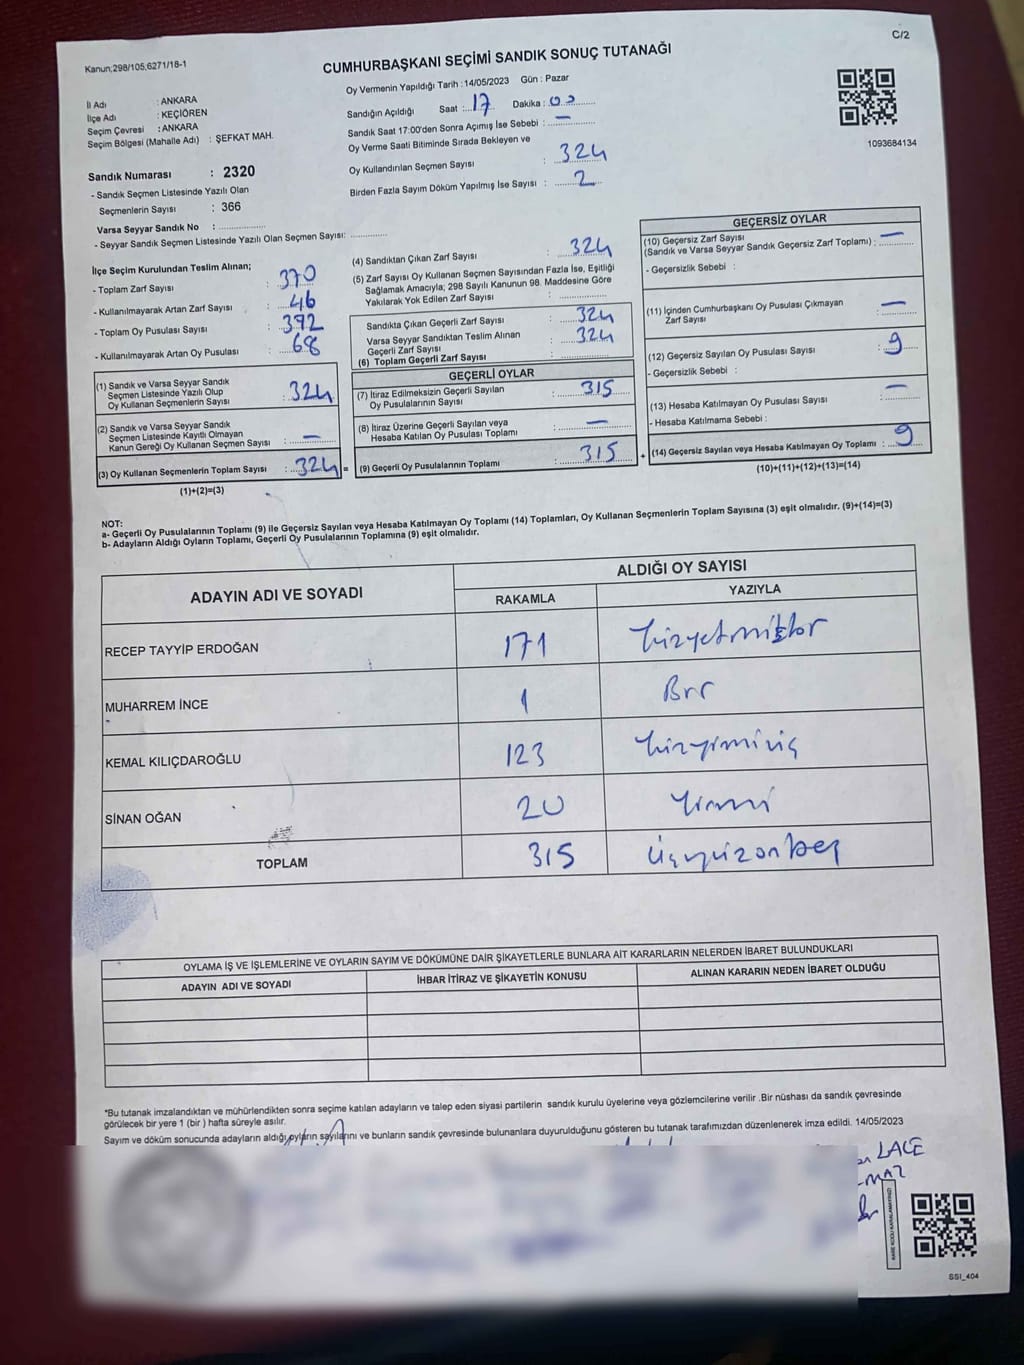 C/2
Kanun;298/105,6271/18-1
CUMHURBAŞKANI SEÇİMİ SANDIK SONUÇ TUTANAĞI
Oy Vermenin Yapıldığı Tarih : 14/05/2023 Gün : Pazar
İl Adı : ANKARA
İlçe Adı : KEÇİÖREN
Seçim Çevresi : ANKARA
Seçim Bölgesi (Mahalle Adı) : ŞEFKAT MAH.
Sandık Numarası : 2320
- Sandık Seçmen Listesinde Yazılı Olan
Seçmenlerin Sayısı : 366
Varsa Seyyar Sandık No :
- Seyyar Sandık Seçmen Listesinde Yazılı Olan Seçmen Sayısı:
Sandığın Açıldığı Saat : 17 Dakika : 00
Sandık Saat 17:00'den Sonra Açımış İse Sebebi : —
Oy Verme Saati Bitiminde Sırada Bekleyen ve
Oy Kullandırılan Seçmen Sayısı : 324
Birden Fazla Sayım Döküm Yapılmış İse Sayısı : 2
1093684134
İlçe Seçim Kurulundan Teslim Alınan;
- Toplam Zarf Sayısı : 370
- Kullanılmayarak Artan Zarf Sayısı : 46
- Toplam Oy Pusulası Sayısı : 392
- Kullanılmayarak Artan Oy Pusulası : 68
(1) Sandık ve Varsa Seyyar Sandık
Seçmen Listesinde Yazılı Olup
Oy Kullanan Seçmenlerin Sayısı : 324
(2) Sandık ve Varsa Seyyar Sandık
Seçmen Listesinde Kayıtlı Olmayan
Kanun Gereği Oy Kullanan Seçmen Sayısı : —
(3) Oy Kullanan Seçmenlerin Toplam Sayısı : 324 =
(1)+(2)=(3)
(4) Sandıktan Çıkan Zarf Sayısı : 324
(5) Zarf Sayısı Oy Kullanan Seçmen Sayısından Fazla İse, Eşitliği
Sağlamak Amacıyla; 298 Sayılı Kanunun 98. Maddesine Göre
Yakılarak Yok Edilen Zarf Sayısı :
Sandıkta Çıkan Geçerli Zarf Sayısı : 324
Varsa Seyyar Sandıktan Teslim Alınan
Geçerli Zarf Sayısı : 324
(6) Toplam Geçerli Zarf Sayısı :
GEÇERLİ OYLAR
(7) İtiraz Edilmeksizin Geçerli Sayılan
Oy Pusulalarının Sayısı : 315
(8) İtiraz Üzerine Geçerli Sayılan veya
Hesaba Katılan Oy Pusulası Toplamı : —
(9) Geçerli Oy Pusulalarının Toplamı : 315 +
GEÇERSİZ OYLAR
(10) Geçersiz Zarf Sayısı
(Sandık ve Varsa Seyyar Sandık Geçersiz Zarf Toplamı) : —
- Geçersizlik Sebebi :
(11) İçinden Cumhurbaşkanı Oy Pusulası Çıkmayan
Zarf Sayısı : —
(12) Geçersiz Sayılan Oy Pusulası Sayısı : 9
- Geçersizlik Sebebi :
(13) Hesaba Katılmayan Oy Pusulası Sayısı : —
- Hesaba Katılmama Sebebi :
(14) Geçersiz Sayılan veya Hesaba Katılmayan Oy Toplamı : 9
(10)+(11)+(12)+(13)=(14)
NOT:
a- Geçerli Oy Pusulalarının Toplamı (9) ile Geçersiz Sayılan veya Hesaba Katılmayan Oy Toplamı (14) Toplamları, Oy Kullanan Seçmenlerin Toplam Sayısına (3) eşit olmalıdır. (9)+(14)=(3)
b- Adayların Aldığı Oyların Toplamı, Geçerli Oy Pusulalarının Toplamına (9) eşit olmalıdır.
ADAYIN ADI VE SOYADI ALDIĞI OY SAYISI
RAKAMLA YAZIYLA
RECEP TAYYİP ERDOĞAN 171
MUHARREM İNCE 1 Bir
KEMAL KILIÇDAROĞLU 123 yüzyirmiüç
SİNAN OĞAN 20 yirmi
TOPLAM 315 üçyüzonbeş
OYLAMA İŞ VE İŞLEMLERİNE VE OYLARIN SAYIM VE DÖKÜMÜNE DAİR ŞİKAYETLERLE BUNLARA AİT KARARLARIN NELERDEN İBARET BULUNDUKLARI
ADAYIN ADI VE SOYADI İHBAR İTİRAZ VE ŞİKAYETİN KONUSU ALINAN KARARIN NEDEN İBARET OLDUĞU
*Bu tutanak imzalandıktan ve mühürlendikten sonra seçime katılan adayların ve talep eden siyasi partilerin sandık kurulu üyelerine veya gözlemcilerine verilir .Bir nüshası da sandık çevresinde
görülecek bir yere 1 (bir ) hafta süreyle asılır.
Sayım ve döküm sonucunda adayların aldığı oyların sayılarını ve bunların sandık çevresinde bulunanlara duyurulduğunu gösteren bu tutanak tarafımızdan düzenlenerek imza edildi. 14/05/2023
LACE
KARE KODU KARALAMAYINIZ!
SSI_404